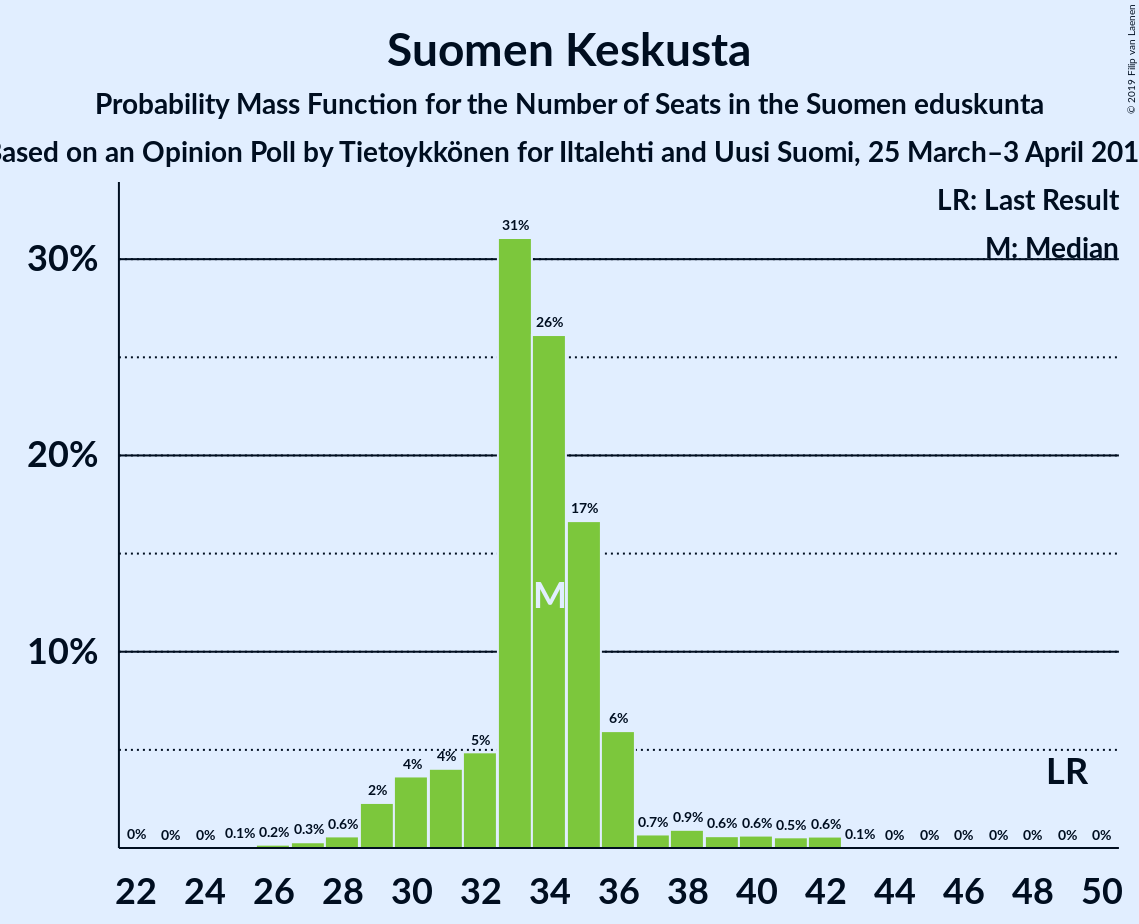 Suomen Keskusta
Probability Mass Function for the Number of Seats in the Suomen eduskunta
Based on an Opinion Poll by Tietoykkönen for Iltalehti and Uusi Suomi, 25 March–3 April 201
© 2019 Filip van Laenen
LR: Last Result
M: Median
30%
20%
10%
0% 0% 0% 0.1% 0.2% 0.3% 0.6% 2% 4% 4% 5% 31% 26% 17% 6% 0.7% 0.9% 0.6% 0.6% 0.5% 0.6% 0.1% 0% 0% 0% 0% 0% 0% 0%
M
LR
22 24 26 28 30 32 34 36 38 40 42 44 46 48 50